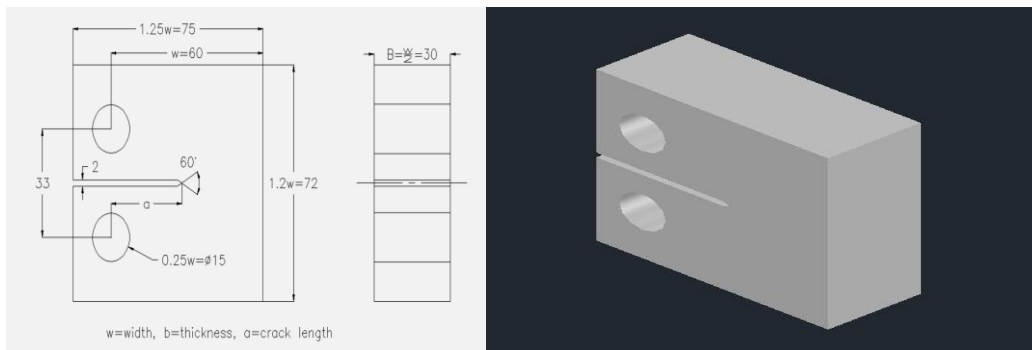 1.25w=75
w=60
B=w/2=30
2
60'
33
1.2w=72
a
0.25w=ø15
w=width, b=thickness, a=crack length